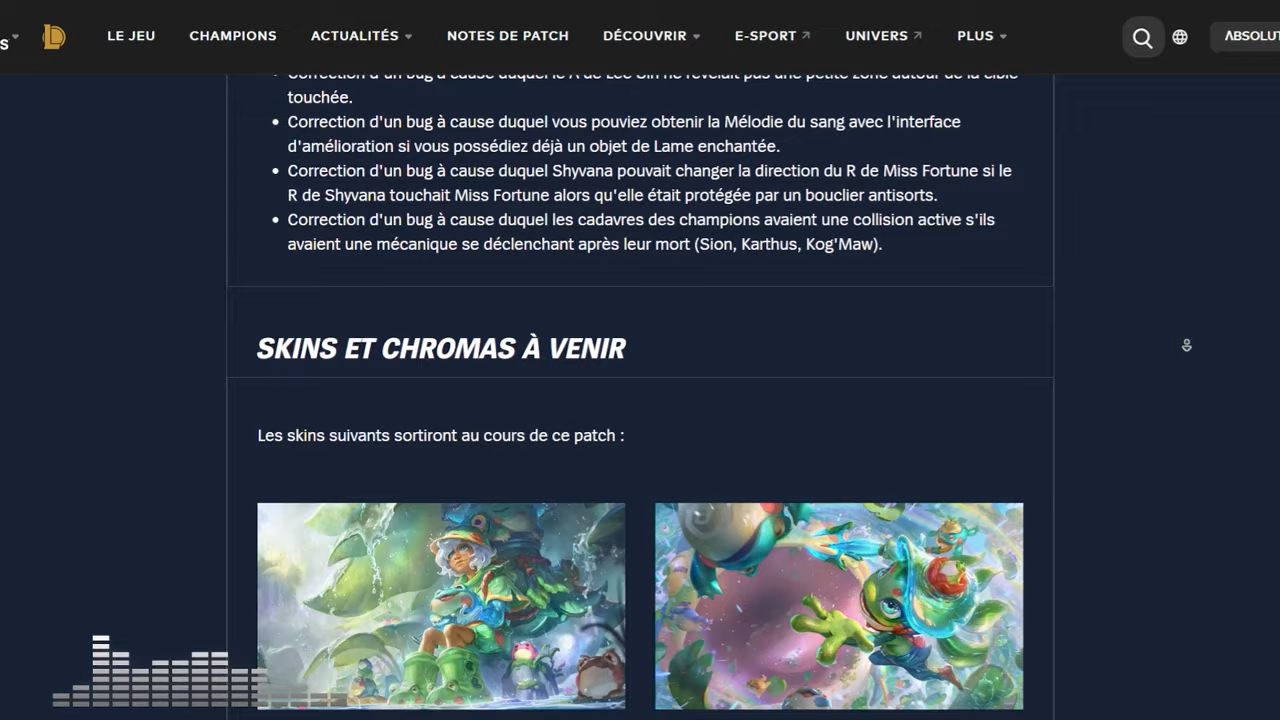 S
LE JEU
CHAMPIONS
ACTUALITÉS
NOTES DE PATCH
DÉCOUVRIR
E-SPORT
UNIVERS
PLUS
ABSOLUT
Correction d'un bug à cause duquel le A de Lee Sin ne révélait pas une petite zone autour de la cible
touchée.
Correction d'un bug à cause duquel vous pouviez obtenir la Mélodie du sang avec l'interface
d'amélioration si vous possédiez déjà un objet de Lame enchantée.
Correction d'un bug à cause duquel Shyvana pouvait changer la direction du R de Miss Fortune si le
R de Shyvana touchait Miss Fortune alors qu'elle était protégée par un bouclier antisorts.
Correction d'un bug à cause duquel les cadavres des champions avaient une collision active s'ils
avaient une mécanique se déclenchant après leur mort (Sion, Karthus, Kog'Maw).
SKINS ET CHROMAS À VENIR
Les skins suivants sortiront au cours de ce patch :